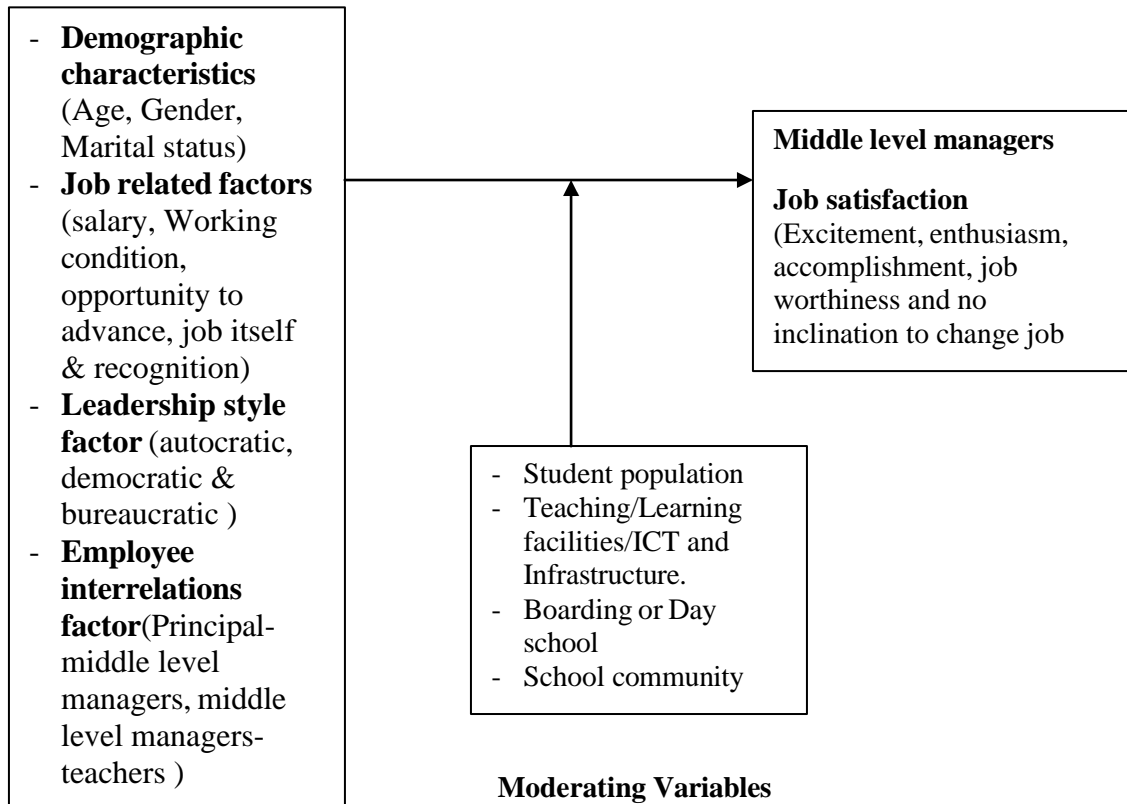 - Demographic
characteristics
(Age, Gender,
Marital status)
- Job related factors
(salary, Working
condition,
opportunity to
advance, job itself
& recognition)
- Leadership style
factor (autocratic,
democratic &
bureaucratic )
- Employee
interrelations
factor(Principal-
middle level
managers, middle
level managers-
teachers )
Middle level managers
Job satisfaction
(Excitement, enthusiasm,
accomplishment, job
worthiness and no
inclination to change job
- Student population
- Teaching/Learning
facilities/ICT and
Infrastructure.
- Boarding or Day
school
- School community
Moderating Variables